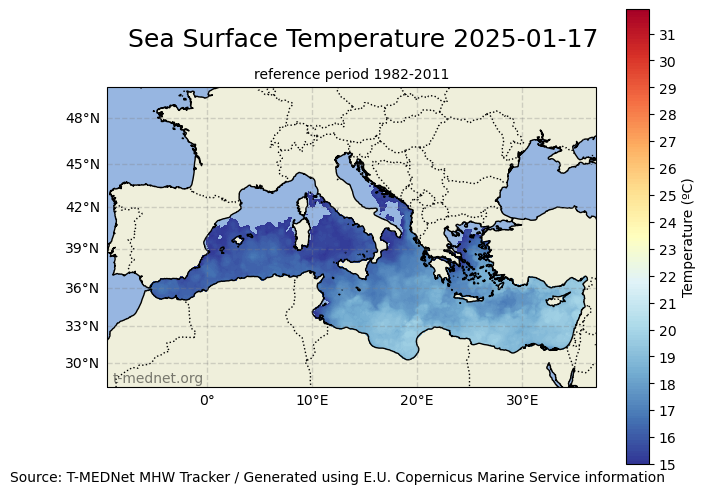 Sea Surface Temperature 2025-01-17
reference period 1982-2011
48°N
45°N
42°N
39°N
36°N
33°N
30°N
0°
10°E
20°E
30°E
t-mednet.org
31
30
29
28
27
26
25
24
23
22
21
20
19
18
17
16
15
Temperature (ºC)
Source: T-MEDNet MHW Tracker / Generated using E.U. Copernicus Marine Service information